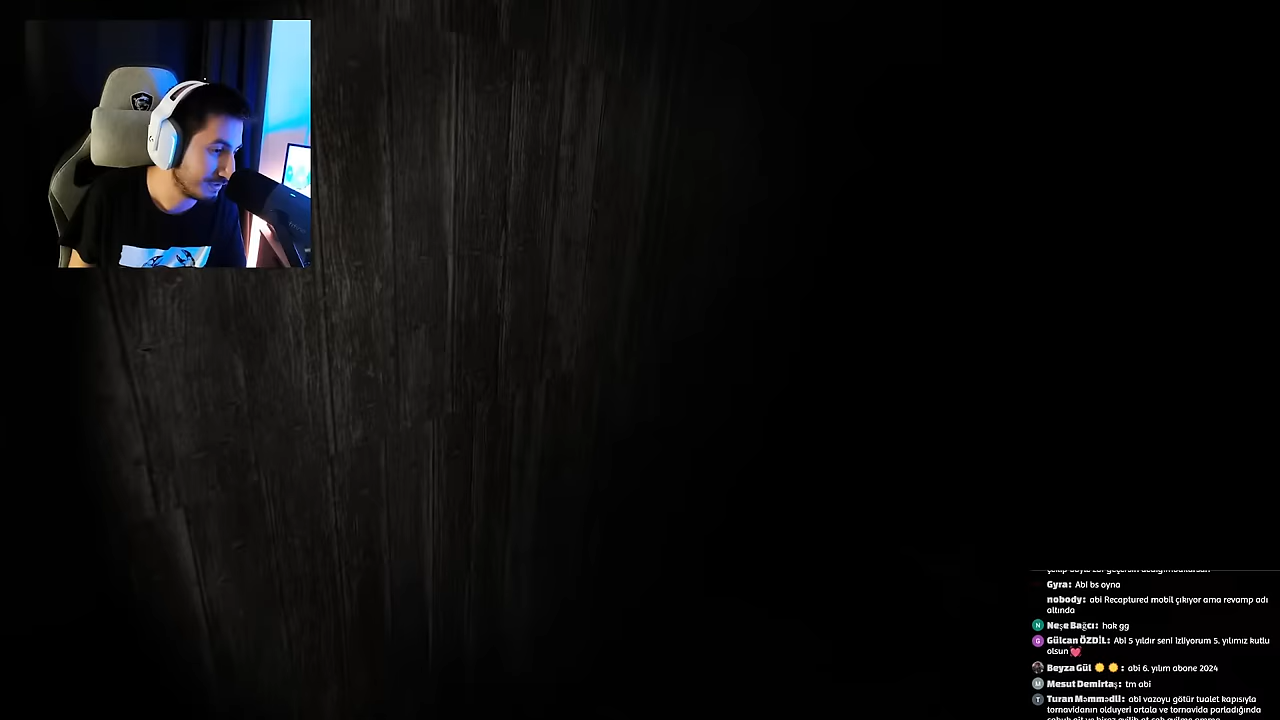 Gyra: Abi bs oyna
nobody: abi Recaptured mobil çıkıyor ama revamp adı
altında
N Neşe Bağcı: hak gg
G Gülcan ÖZDİL: Abi 5 yıldır seni izliyorum 5. yılımız kutlu
olsun 💓
Beyza Gül ☀️ ☀️: abi 6. yılım abone 2024
M Mesut Demirtaş: tm abi
T Turan Məmmədli: abi vazoyu götür tualet kapısıyla
tornavidanın olduyeri ortala ve tornavida parladığında